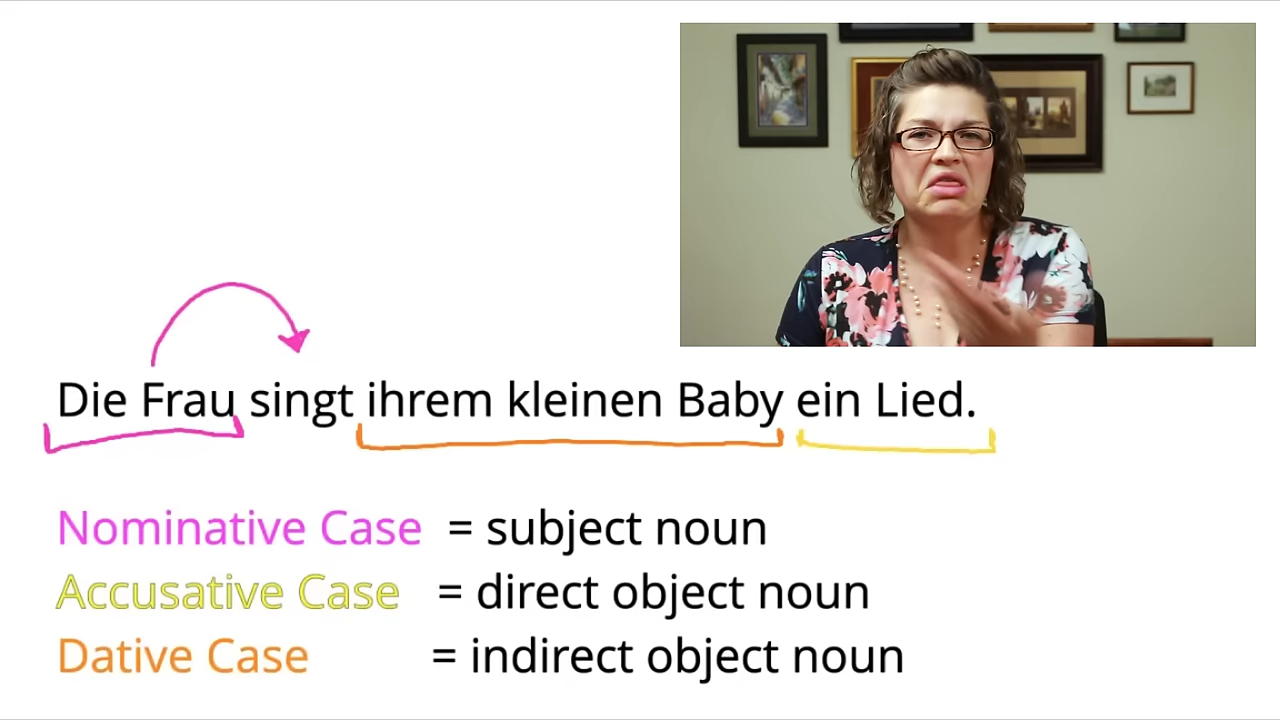 Die Frau singt ihrem kleinen Baby ein Lied.
Nominative Case = subject noun
Accusative Case = direct object noun
Dative Case = indirect object noun